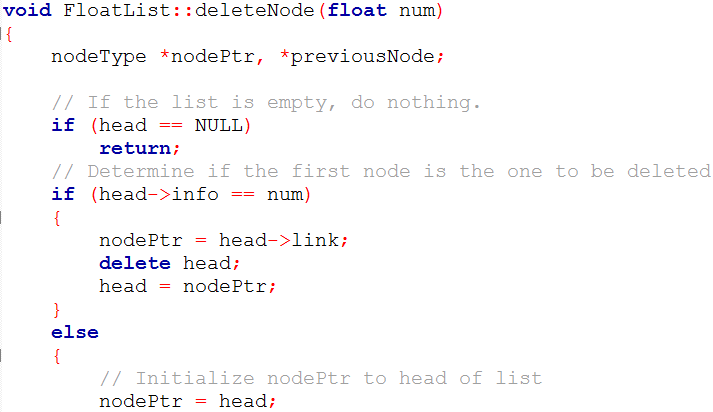 void FloatList::deleteNode(float num)
{
    nodeType *nodePtr, *previousNode;

    // If the list is empty, do nothing.
    if (head == NULL)
        return;
    // Determine if the first node is the one to be deleted
    if (head->info == num)
    {
        nodePtr = head->link;
        delete head;
        head = nodePtr;
    }
    else
    {
        // Initialize nodePtr to head of list
        nodePtr = head;